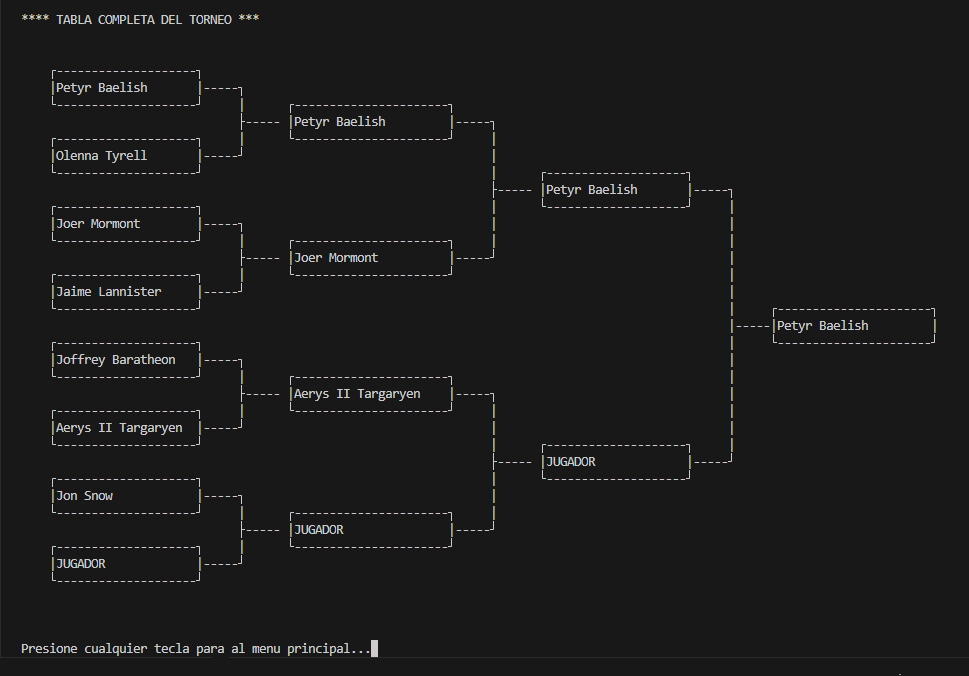 **** TABLA COMPLETA DEL TORNEO ***
Petyr Baelish
Petyr Baelish
Olenna Tyrell
Petyr Baelish
Joer Mormont
Joer Mormont
Jaime Lannister
Petyr Baelish
Joffrey Baratheon
Aerys II Targaryen
Aerys II Targaryen
JUGADOR
Jon Snow
JUGADOR
JUGADOR
Presione cualquier tecla para al menu principal...